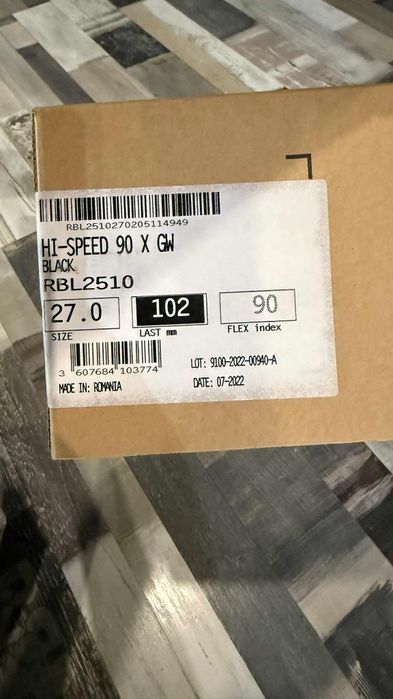 RBL2510270205114949
HI-SPEED 90 X GW
BLACK
RBL2510
27.0 102 90
SIZE LAST mm FLEX index
3 607684 103774
LOT: 9100-2022-00940-A
MADE IN: ROMANIA
DATE: 07-2022